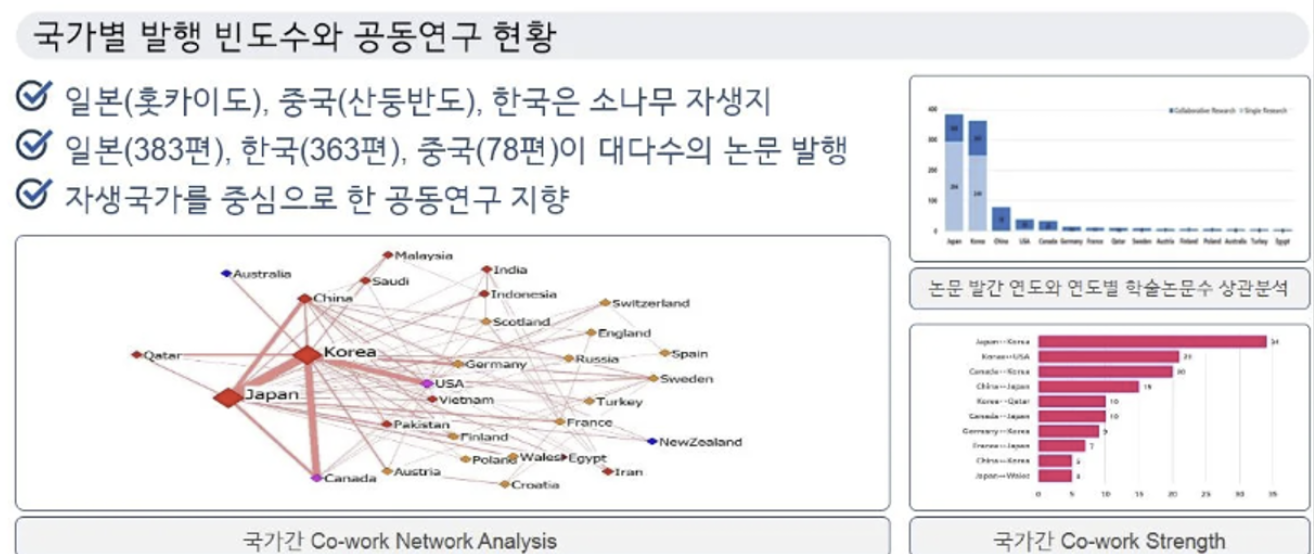 국가별 발행 빈도수와 공동연구 현황
일본(홋카이도), 중국(산둥반도), 한국은 소나무 자생지
일본(383편), 한국(363편), 중국(78편)이 대다수의 논문 발행
자생국가를 중심으로 한 공동연구 지향
Malaysia
Australia
Saudi
India
China
Indonesia
Switzerland
Scotland
England
Qatar
Korea
Germany
Russia
Spain
USA
Sweden
Japan
Vietnam
Turkey
Pakistan
France
Finland
NewZealand
Poland
Wales
Egypt
Canada
Austria
Iran
Croatia
국가간 Co-work Network Analysis
Collaborative Research Single Research
400
300
200
100
0
Japan Korea China USA Canada Germany France Qatar Sweden Austria Finland Poland Australia Turkey Egypt
논문 발간 연도와 연도별 학술논문수 상관분석
Japan--Korea 34
Korea--USA 21
Canada--Korea 20
China--Japan 15
Korea--Qatar 10
Canada--Japan 10
Germany--Korea 9
France--Japan 7
China--Korea 5
Japan--Wales 5
0 5 10 15 20 25 30 35
국가간 Co-work Strength